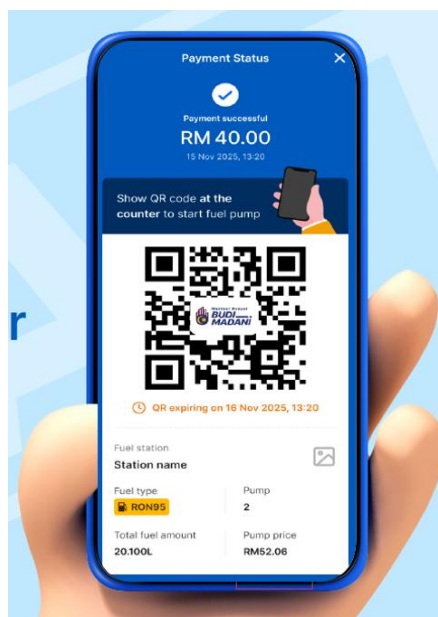 Payment Status
Payment successful
RM 40.00
15 Nov 2025, 13:20
Show QR code at the
counter to start fuel pump
BUDI
MADANI
r
QR expiring on 16 Nov 2025, 13:20
Fuel station
Station name
Fuel type Pump
RON95 2
Total fuel amount Pump price
20.100L RM52.06